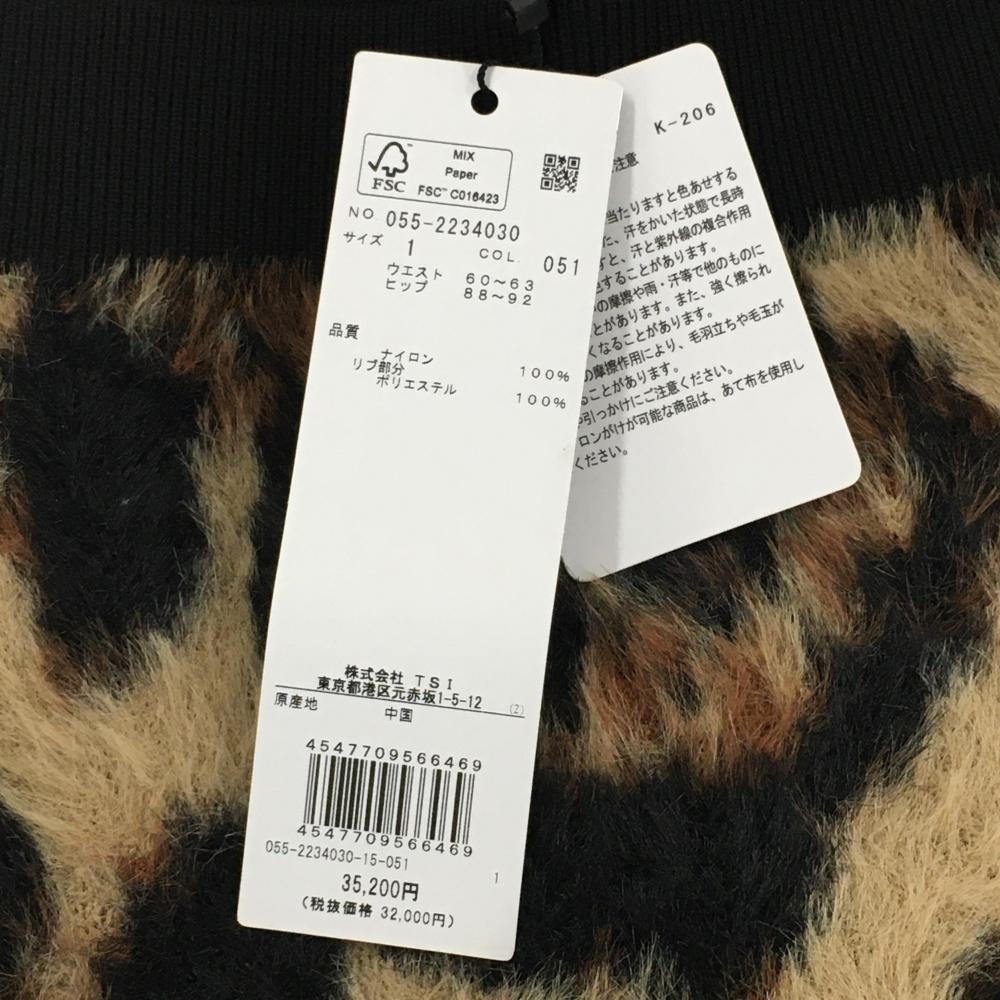 MIX
Paper
FSC™ C016423
FSC
NO 055-2234030
サイズ 1 COL. 051
ウエスト 60～63
ヒップ 88～92
品質
ナイロン 100%
リブ部分
ポリエステル 100%
株式会社 TSI
東京都港区元赤坂1-5-12 (2)
原産地 中国
4547709566469
4547709566469
055-2234030-15-051
35,200円 1
(税抜価格 32,000円)
K-206
注意
当たりますと色あせする
た、汗をかいた状態で長時
すと、汗と紫外線の複合作用
することがあります。
の摩擦や雨・汗等で他のものに
とがあります。また、強く擦られ
くなることがあります。
の摩擦作用により、毛羽立ちや毛玉が
ことがあります。
引っかけにご注意ください。
ロンがけが可能な商品は、あて布を使用し
ください。